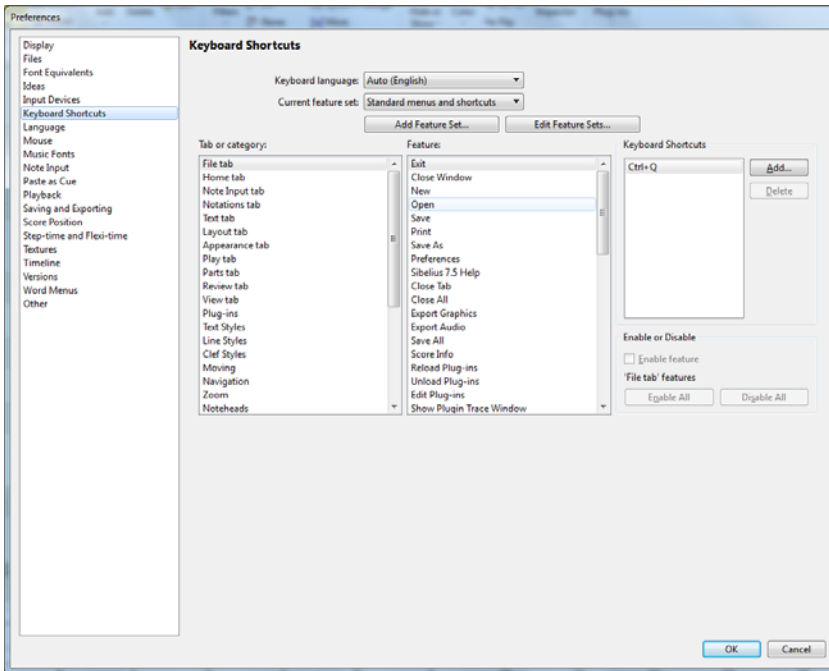 Preferences
Display
Files
Font Equivalents
Ideas
Input Devices
Keyboard Shortcuts
Language
Mouse
Music Fonts
Note Input
Paste as Cue
Playback
Saving and Exporting
Score Position
Step-time and Flexi-time
Textures
Timeline
Versions
Word Menus
Other
Keyboard Shortcuts
Keyboard language: Auto (English)
Current feature set: Standard menus and shortcuts
Add Feature Set... Edit Feature Sets...
Tab or category:
File tab
Home tab
Note Input tab
Notations tab
Text tab
Layout tab
Appearance tab
Play tab
Parts tab
Review tab
View tab
Plug-ins
Text Styles
Line Styles
Clef Styles
Moving
Navigation
Zoom
Noteheads
Feature:
Exit
Close Window
New
Open
Save
Print
Save As
Preferences
Sibelius 7.5 Help
Close Tab
Close All
Export Graphics
Export Audio
Save All
Score Info
Reload Plug-ins
Unload Plug-ins
Edit Plug-ins
Show Plugin Trace Window
Keyboard Shortcuts
Ctrl+Q
Add...
Delete
Enable or Disable
Enable feature
'File tab' features
Enable All Disable All
OK Cancel